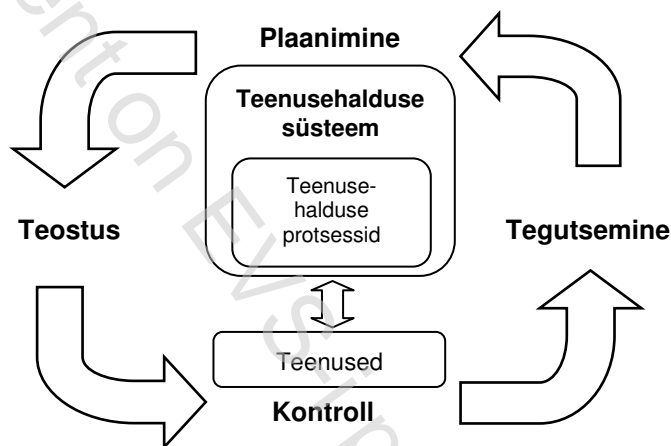 Plaanimine
Teenusehalduse
süsteem
Teenuse-
halduse
protsessid
Teostus
Tegutsemine
Teenused
Kontroll